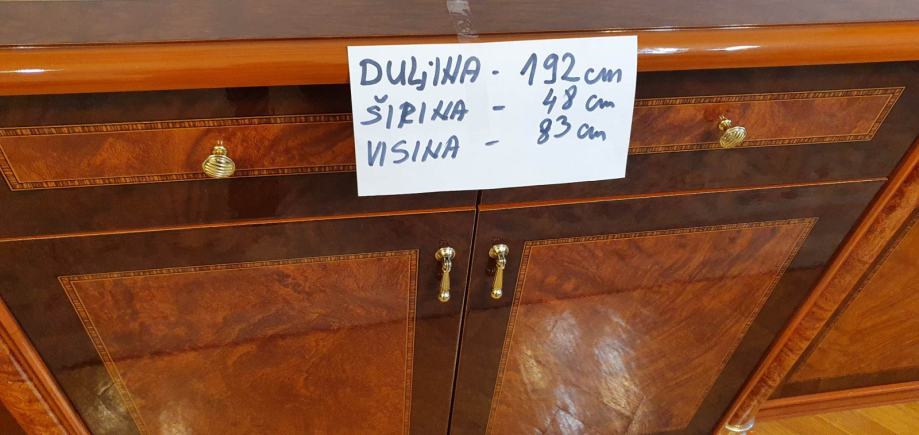 DULJINA - 192 cm
ŠIRINA - 48 cm
VISINA - 83 cm